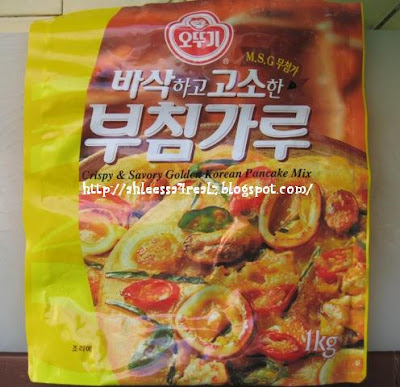 오뚜기
®
M.S.G 무첨가
바삭하고 고소한
부침가루
Crispy & Savory Golden Korean Pancake Mix
http://ahleessa4real2.blogspot.com/
조리예
1kg